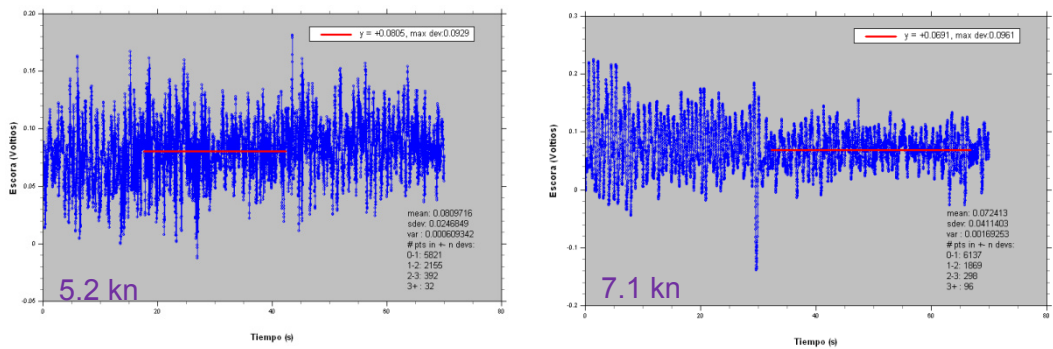 y = +0.0805, max dev:0.0929
0.20
0.15
0.10
0.05
0
-0.05
Escora (Voltios)
mean: 0.0809716
sdev: 0.0246849
var : 0.000609342
# pts in +- n devs:
0-1: 5821
1-2: 2155
2-3: 392
3+ : 32
5.2 kn
0 20 40 60 80
Tiempo (s)
y = +0.0691, max dev:0.0961
0.3
0.2
0.1
0
-0.1
-0.2
Escora (Voltios)
mean: 0.072413
sdev: 0.0411403
var : 0.00169253
# pts in +- n devs:
0-1: 6137
1-2: 1869
2-3: 298
3+ : 96
7.1 kn
0 20 40 60 80
Tiempo (s)